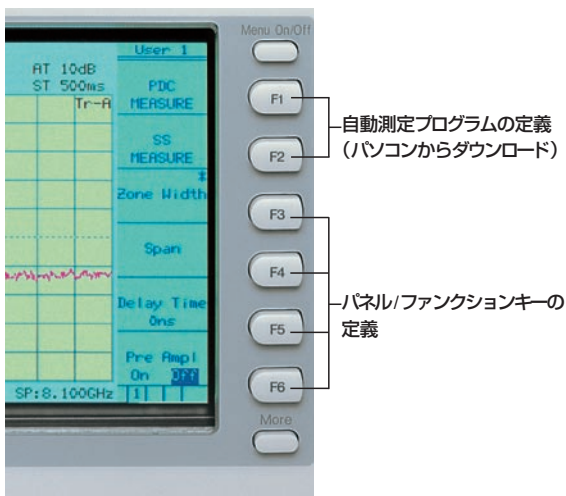 Menu On/Off
User 1
AT 10dB
ST 500ms
Tr-A
PDC
MEASURE
SS
MEASURE
*
Zone Width
Span
Delay Time
0ns
Pre Ampl
On Off
SP:8.100GHz
1
F1
F2
F3
F4
F5
F6
More
自動測定プログラムの定義
（パソコンからダウンロード）
パネル/ファンクションキーの
定義